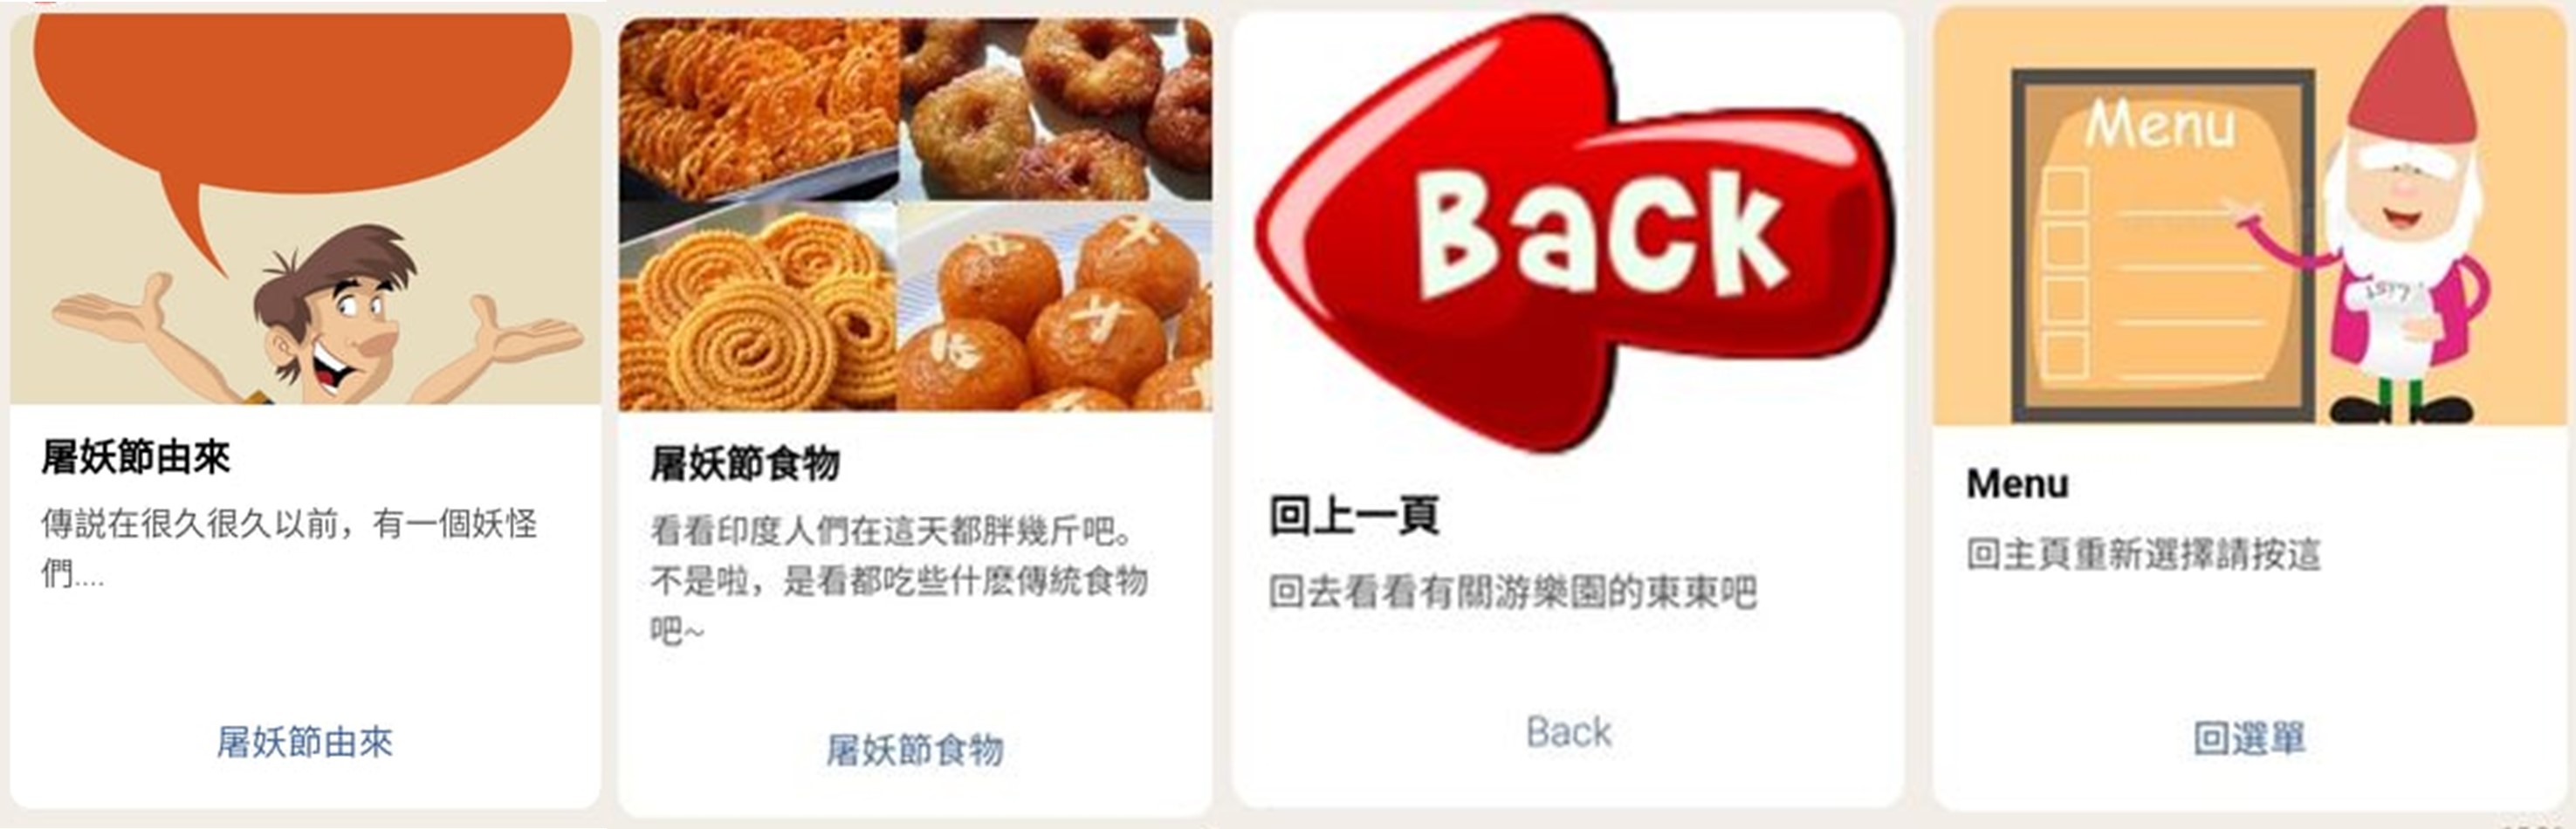 屠妖節由來
傳説在很久很久以前，有一個妖怪
們....
屠妖節由來
屠妖節食物
看看印度人們在這天都胖幾斤吧。
不是啦，是看都吃些什麽傳統食物
吧~
屠妖節食物
Back
回上一頁
回去看看有關游樂園的東東吧
Back
Menu
Menu
回主頁重新選擇請按這
回選單